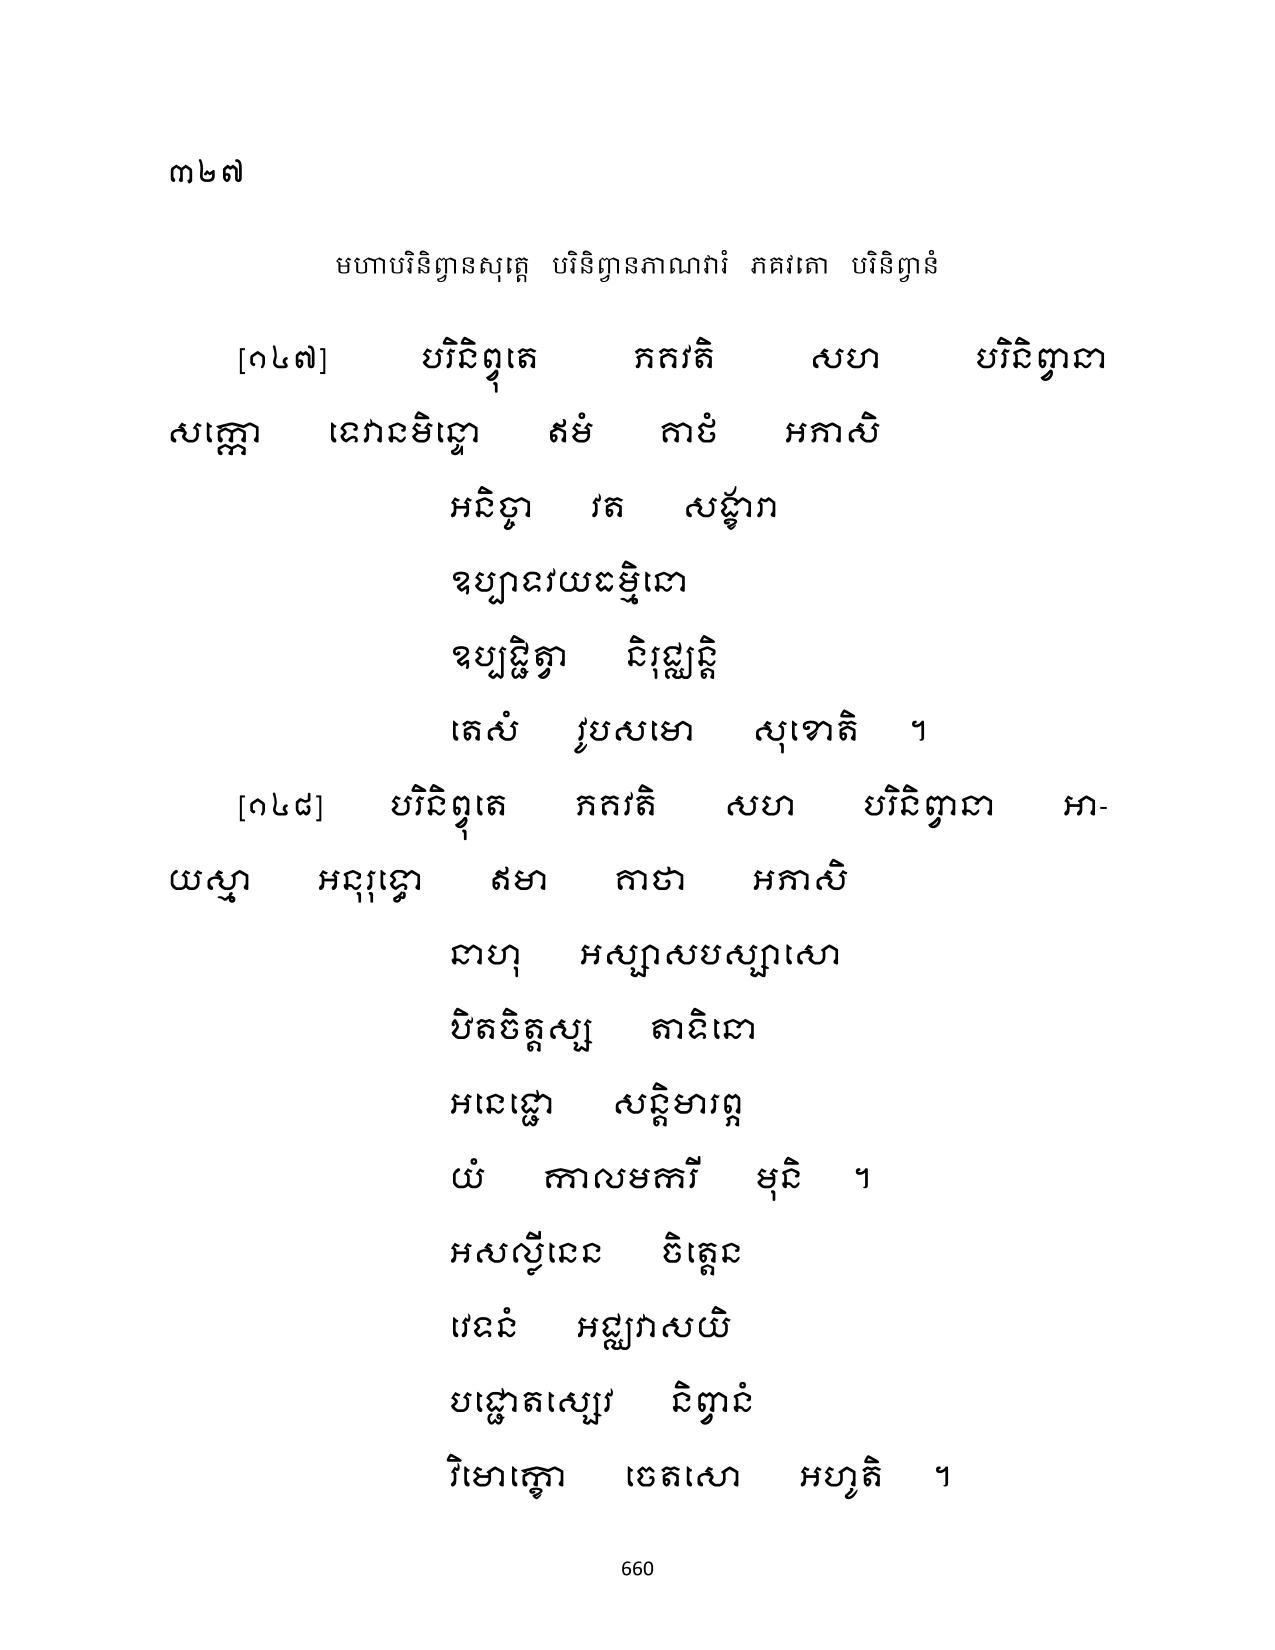 ៣២៧
មហាបរិនិព្វានសុត្តេ បរិនិព្វានភាណវារំ ភគវតោ បរិនិព្វានំ
[១៤៧] បរិនិព្វុតេ ភគវតិ សហ បរិនិព្វានា
សក្កោ ទេវានមិន្ទោ ឥមំ គាថំ អភាសិ
អនិច្ចា វត សង្ខារា
ឧប្បាទវយធម្មិនោ
ឧប្បជ្ជិត្វា និរុជ្ឈន្តិ
តេសំ វូបសមោ សុខោតិ ។
[១៤៨] បរិនិព្វុតេ ភគវតិ សហ បរិនិព្វានា អា-
យស្មា អនុរុទ្ធោ ឥមា គាថា អភាសិ
នាហុ អស្សាសបស្សាសោ
ឋិតចិត្តស្ស តាទិនោ
អនេជ្ជោ សន្តិមារព្ភ
យំ កាលមករី មុនិ ។
អសល្លីនេន ចិត្តេន
វេទនំ អជ្ឈវាសយិ
បជ្ជោតស្សេវ និព្វានំ
វិមោក្ខោ ចេតសោ អហូតិ ។
660